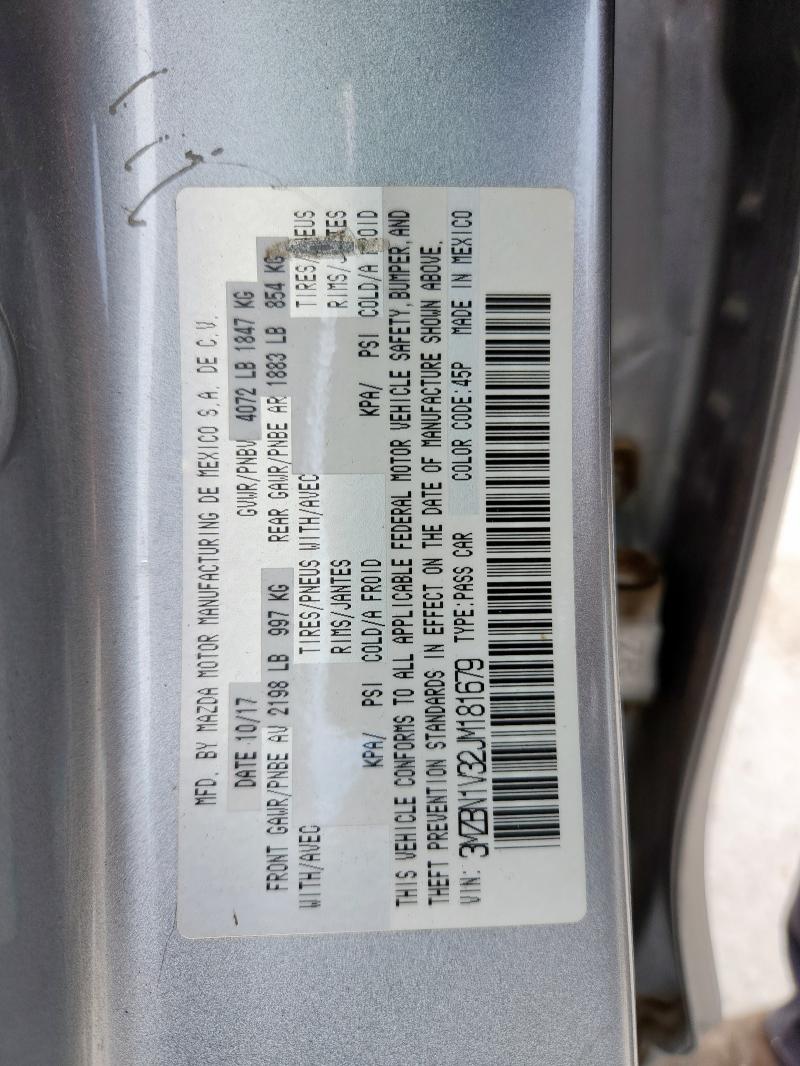 MFD. BY MAZDA MOTOR MANUFACTURING DE MEXICO S.A. DE C.V.
DATE 10/17 GVWR/PNBV 4072 LB 1847 KG
FRONT GAWR/PNBE AV 2198 LB 997 KG REAR GAWR/PNBE AR 1883 LB 854 KG
WITH/AVEC TIRES/PNEUS WITH/AVEC TIRES/PNEUS
RIMS/JANTES RIMS/JANTES
KPA/ PSI COLD/A FROID KPA/ PSI COLD/A FROID
THIS VEHICLE CONFORMS TO ALL APPLICABLE FEDERAL MOTOR VEHICLE SAFETY, BUMPER, AND
THEFT PREVENTION STANDARDS IN EFFECT ON THE DATE OF MANUFACTURE SHOWN ABOVE.
VIN: 3MZBN1V32JM181679 TYPE:PASS CAR COLOR CODE:45P MADE IN MEXICO